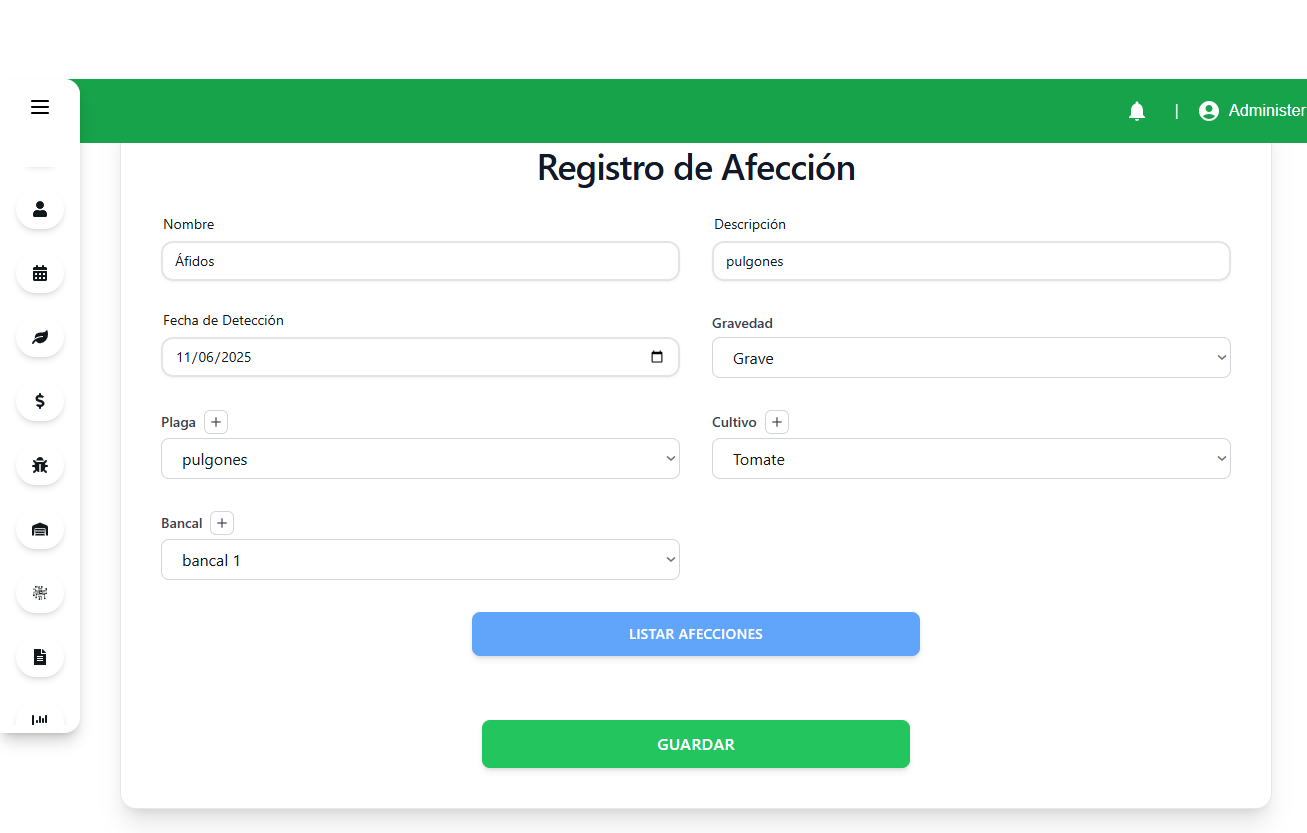 | Administer
Registro de Afección
Nombre
Descripción
Áfidos
pulgones
Fecha de Detección
Gravedad
11/06/2025
Grave
Plaga +
Cultivo +
pulgones
Tomate
Bancal +
bancal 1
LISTAR AFECCIONES
GUARDAR